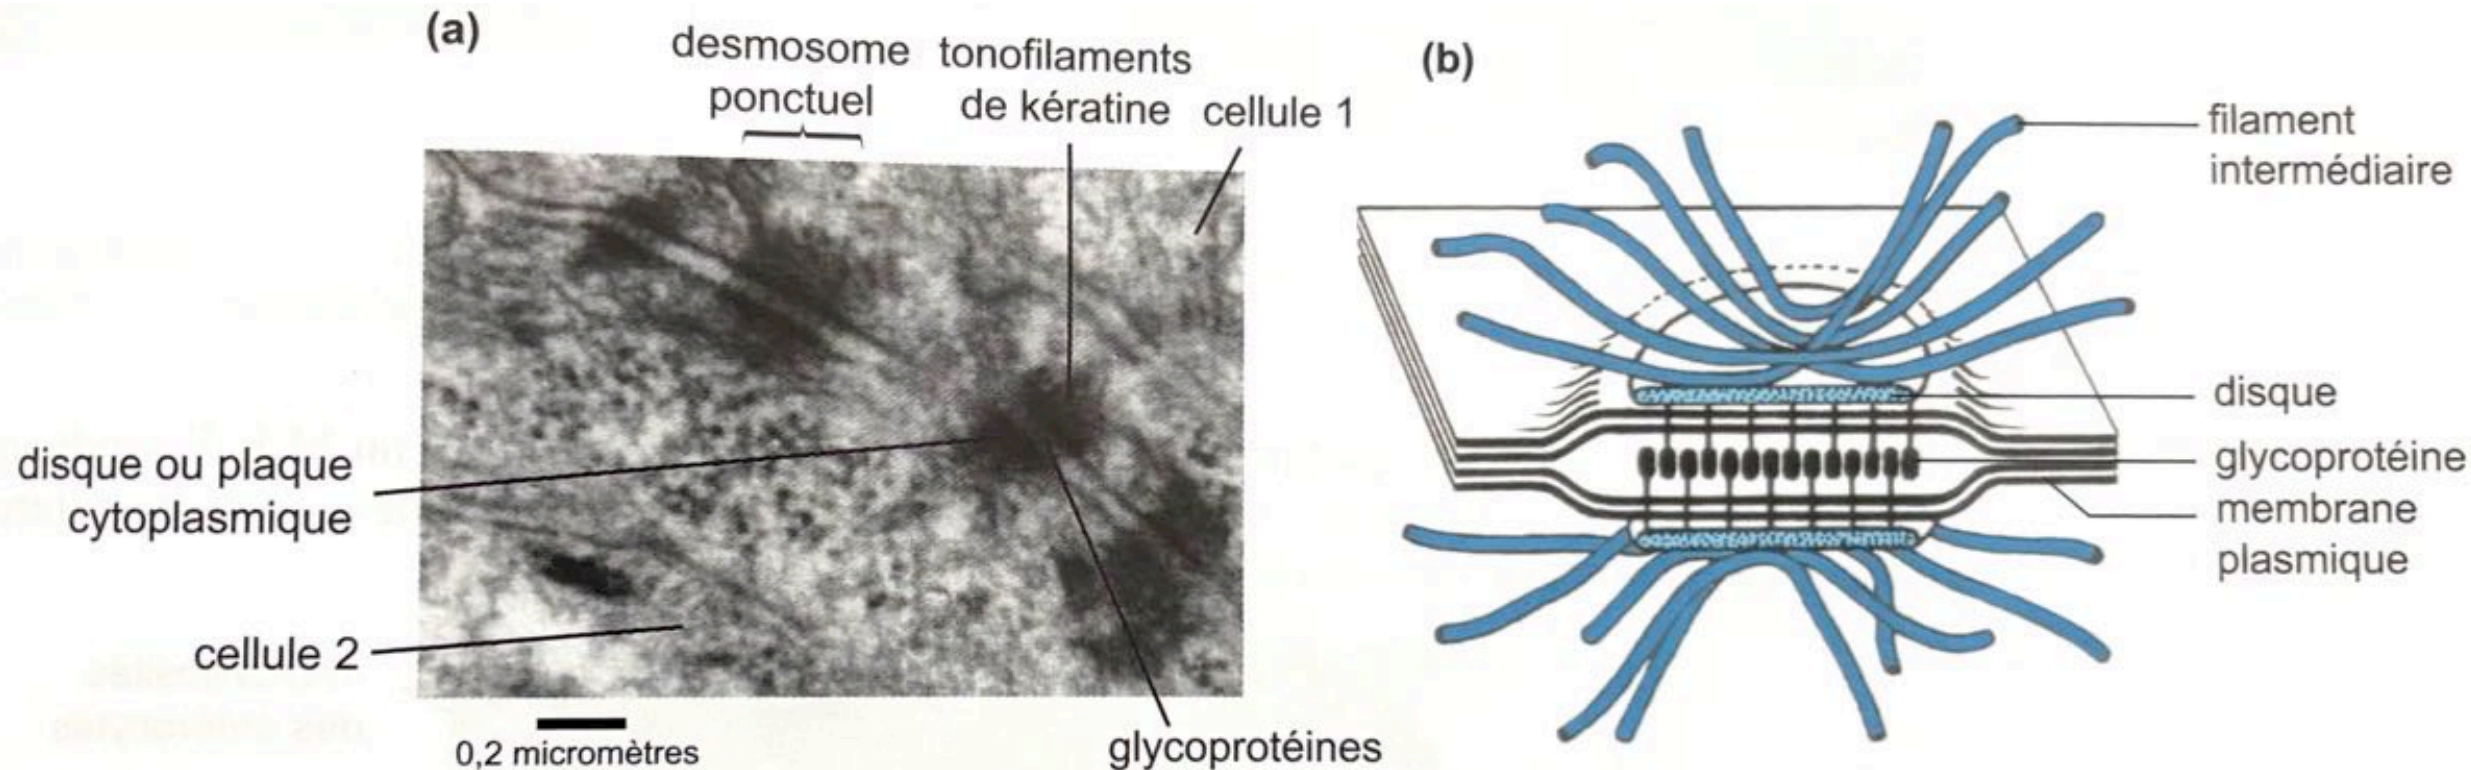 (a)
desmosome
ponctuel
tonofilaments
de kératine
cellule 1
disque ou plaque
cytoplasmique
cellule 2
0,2 micromètres
glycoprotéines
(b)
filament
intermédiaire
disque
glycoprotéine
membrane
plasmique